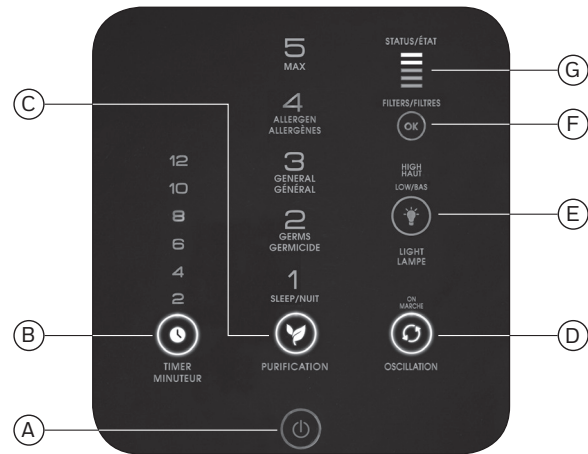 5
MAX
4
ALLERGEN
ALLERGÈNES
3
GENERAL
GÉNÉRAL
2
GERMS
GERMICIDE
1
SLEEP/NUIT
PURIFICATION
12
10
8
6
4
2
TIMER
MINUTEUR
STATUS/ÉTAT
FILTERS/FILTRES
OK
HIGH
HAUT
LOW/BAS
LIGHT
LAMPE
ON
MARCHE
OSCILLATION
A
B
C
D
E
F
G